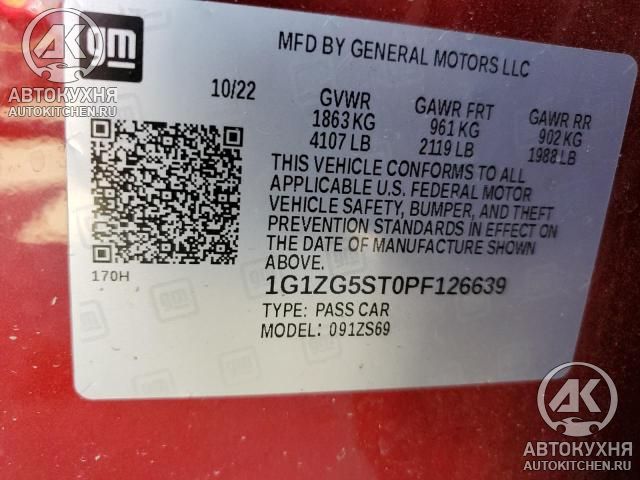 gm
MFD BY GENERAL MOTORS LLC
10/22
GVWR
1863 KG
4107 LB
GAWR FRT
961 KG
2119 LB
GAWR RR
902 KG
1988 LB
THIS VEHICLE CONFORMS TO ALL
APPLICABLE U.S. FEDERAL MOTOR
VEHICLE SAFETY, BUMPER, AND THEFT
PREVENTION STANDARDS IN EFFECT ON
THE DATE OF MANUFACTURE SHOWN
ABOVE.
170H
1G1ZG5ST0PF126639
TYPE: PASS CAR
MODEL: 091ZS69
АК
АВТОКУХНЯ
AUTOKITCHEN.RU
АК
АВТОКУХНЯ
AUTOKITCHEN.RU